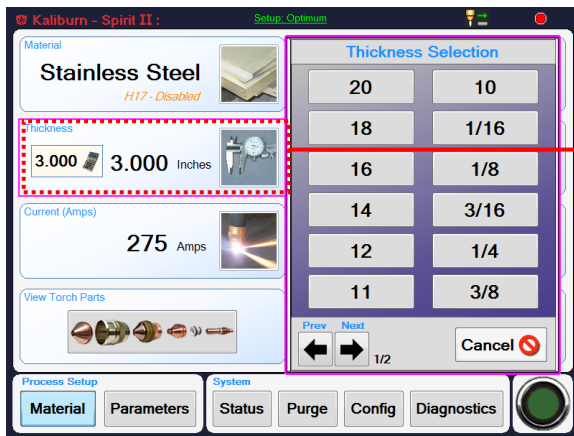 Kaliburn - Spirit II :
Setup: Optimum
Material
Stainless Steel
H17 - Disabled
Thickness
3.000
3.000 Inches
Current (Amps)
275 Amps
View Torch Parts
Thickness Selection
20 10
18 1/16
16 1/8
14 3/16
12 1/4
11 3/8
Prev Next
1/2
Cancel
Process Setup
Material Parameters
System
Status Purge Config Diagnostics